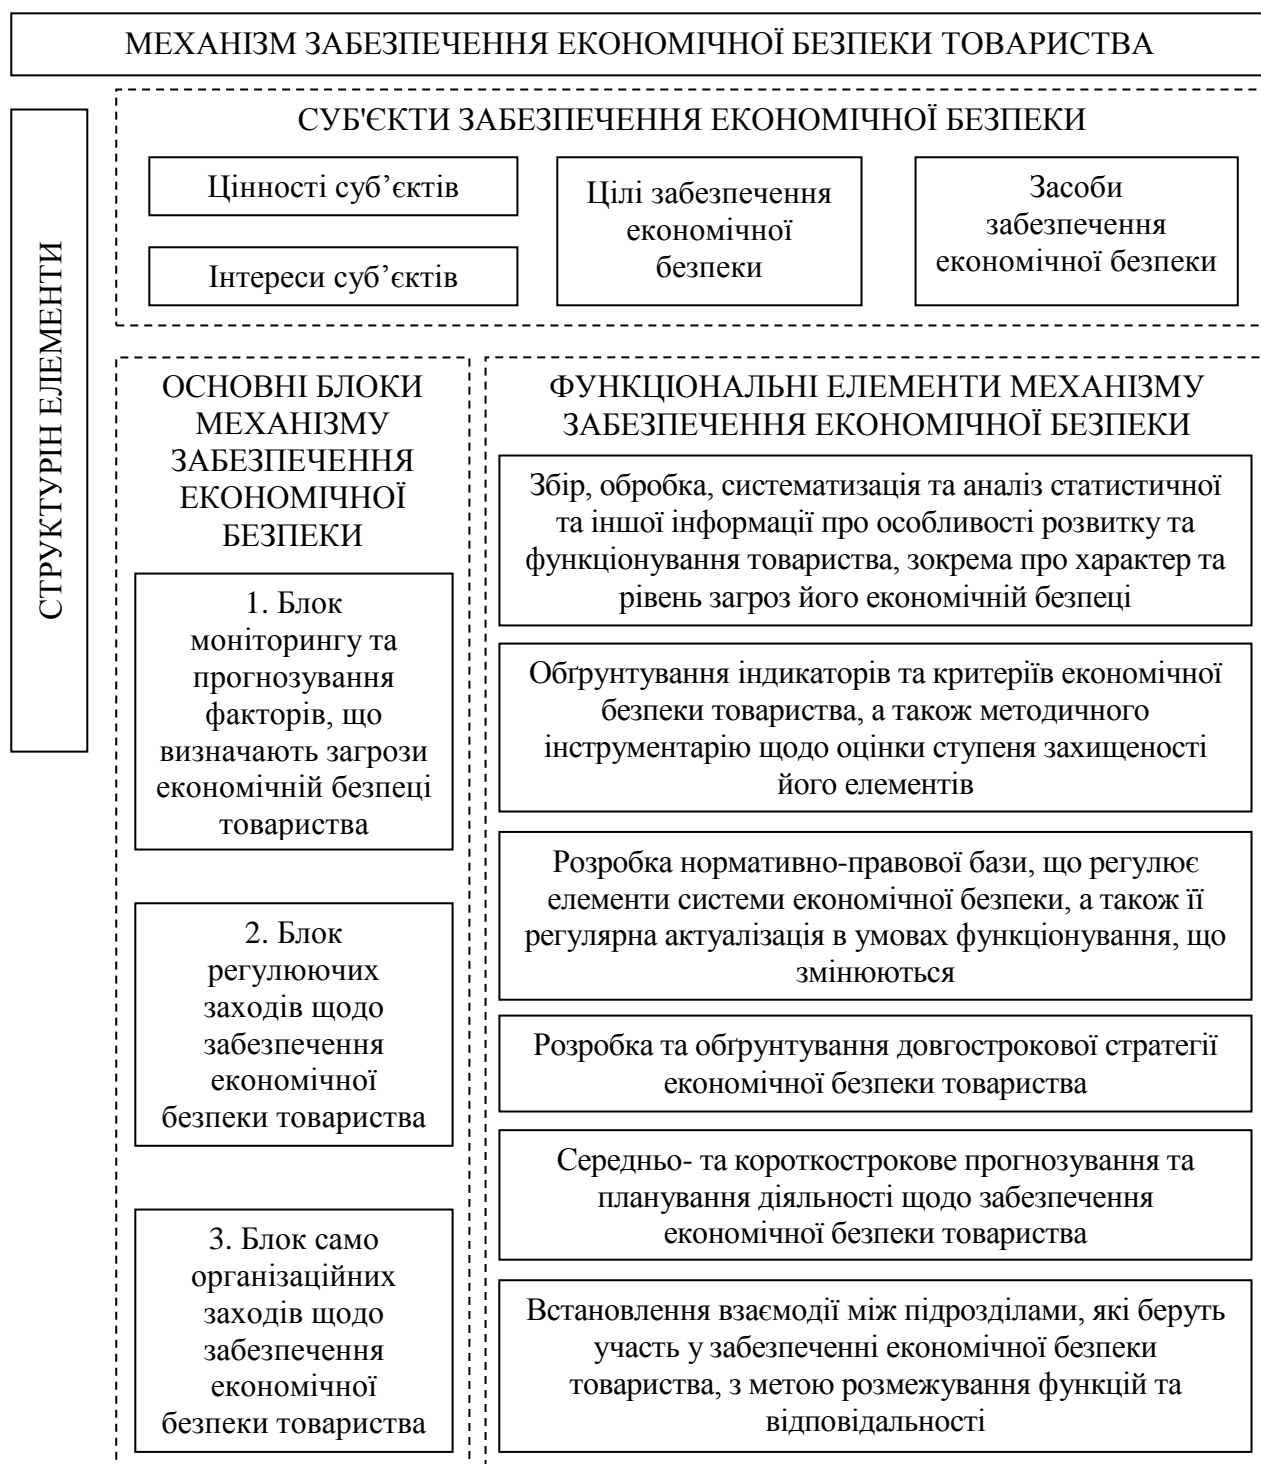 МЕХАНІЗМ ЗАБЕЗПЕЧЕННЯ ЕКОНОМІЧНОЇ БЕЗПЕКИ ТОВАРИСТВА
СТРУКТУРІН ЕЛЕМЕНТИ
СУБ'ЄКТИ ЗАБЕЗПЕЧЕННЯ ЕКОНОМІЧНОЇ БЕЗПЕКИ
Цінності суб’єктів
Інтереси суб’єктів
Цілі забезпечення
економічної
безпеки
Засоби
забезпечення
економічної безпеки
ОСНОВНІ БЛОКИ
МЕХАНІЗМУ
ЗАБЕЗПЕЧЕННЯ
ЕКОНОМІЧНОЇ
БЕЗПЕКИ
1. Блок
моніторингу та
прогнозування
факторів, що
визначають загрози
економічній безпеці
товариства
2. Блок
регулюючих
заходів щодо
забезпечення
економічної
безпеки товариства
3. Блок само
організаційних
заходів щодо
забезпечення
економічної
безпеки товариства
ФУНКЦІОНАЛЬНІ ЕЛЕМЕНТИ МЕХАНІЗМУ
ЗАБЕЗПЕЧЕННЯ ЕКОНОМІЧНОЇ БЕЗПЕКИ
Збір, обробка, систематизація та аналіз статистичної
та іншої інформації про особливості розвитку та
функціонування товариства, зокрема про характер та
рівень загроз його економічній безпеці
Обґрунтування індикаторів та критеріїв економічної
безпеки товариства, а також методичного
інструментарію щодо оцінки ступеня захищеності
його елементів
Розробка нормативно-правової бази, що регулює
елементи системи економічної безпеки, а також її
регулярна актуалізація в умовах функціонування, що
змінюються
Розробка та обґрунтування довгострокової стратегії
економічної безпеки товариства
Середньо- та короткострокове прогнозування та
планування діяльності щодо забезпечення
економічної безпеки товариства
Встановлення взаємодії між підрозділами, які беруть
участь у забезпеченні економічної безпеки
товариства, з метою розмежування функцій та
відповідальності